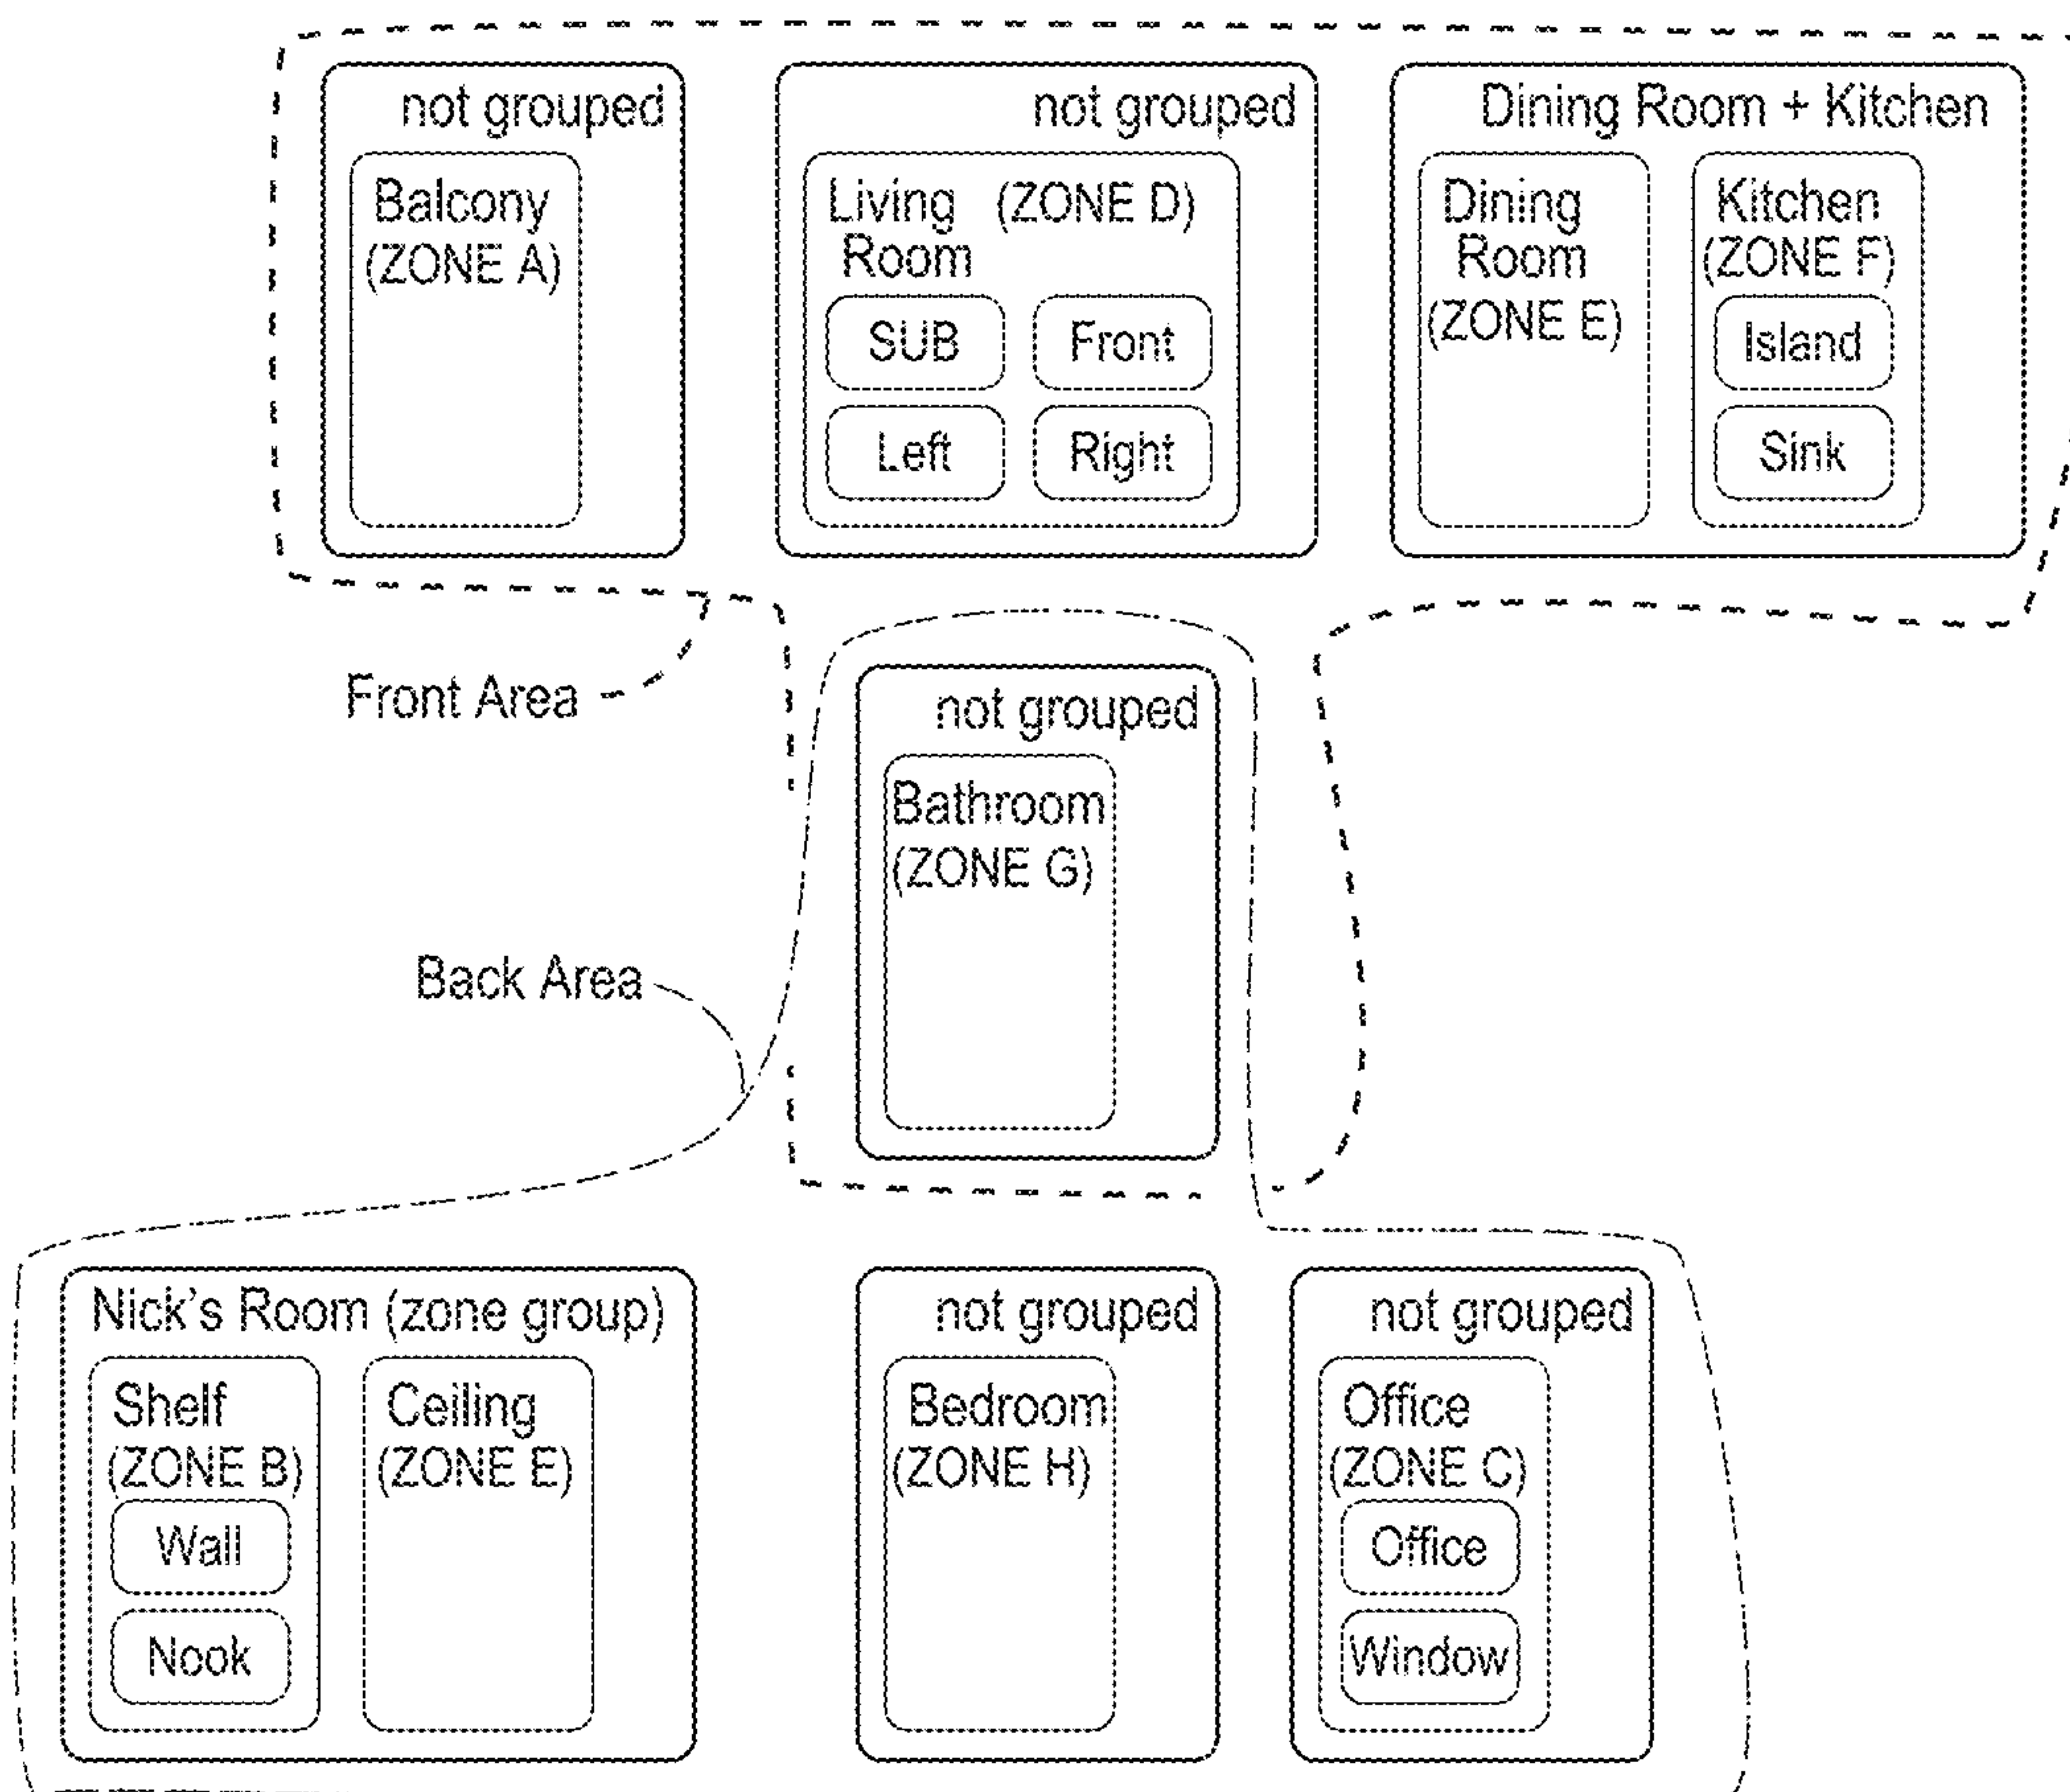 not grouped
Balcony
(ZONE A)
not grouped
Living (ZONE D)
Room
SUB
Front
Left
Right
Dining Room + Kitchen
Dining
Room
(ZONE E)
Kitchen
(ZONE F)
Island
Sink
Front Area
not grouped
Bathroom
(ZONE G)
Back Area
Nick's Room (zone group)
Shelf
(ZONE B)
Wall
Nook
Ceiling
(ZONE E)
not grouped
Bedroom
(ZONE H)
not grouped
Office
(ZONE C)
Office
Window